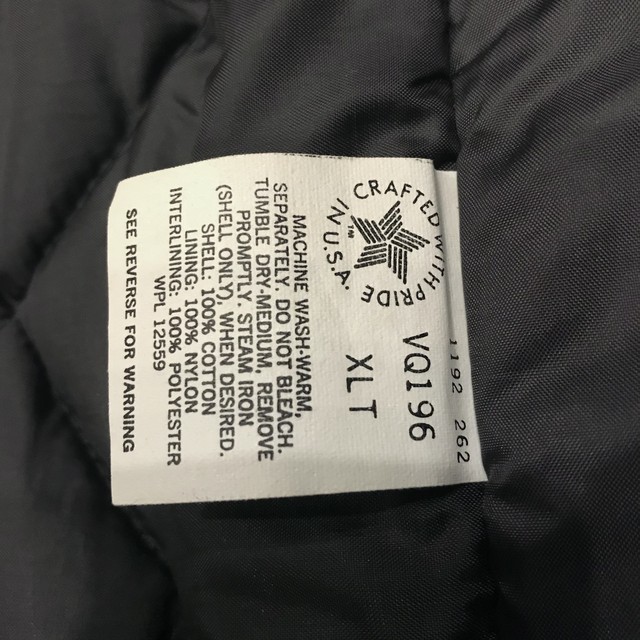 1192 262
CRAFTED WITH PRIDE IN U.S.A.
TM
VQ196
XLT
MACHINE WASH-WARM,
SEPARATELY. DO NOT BLEACH.
TUMBLE DRY-MEDIUM, REMOVE
PROMPTLY. STEAM IRON
(SHELL ONLY), WHEN DESIRED.
SHELL: 100% COTTON
LINING: 100% NYLON
INTERLINING: 100% POLYESTER
WPL 12559
SEE REVERSE FOR WARNING